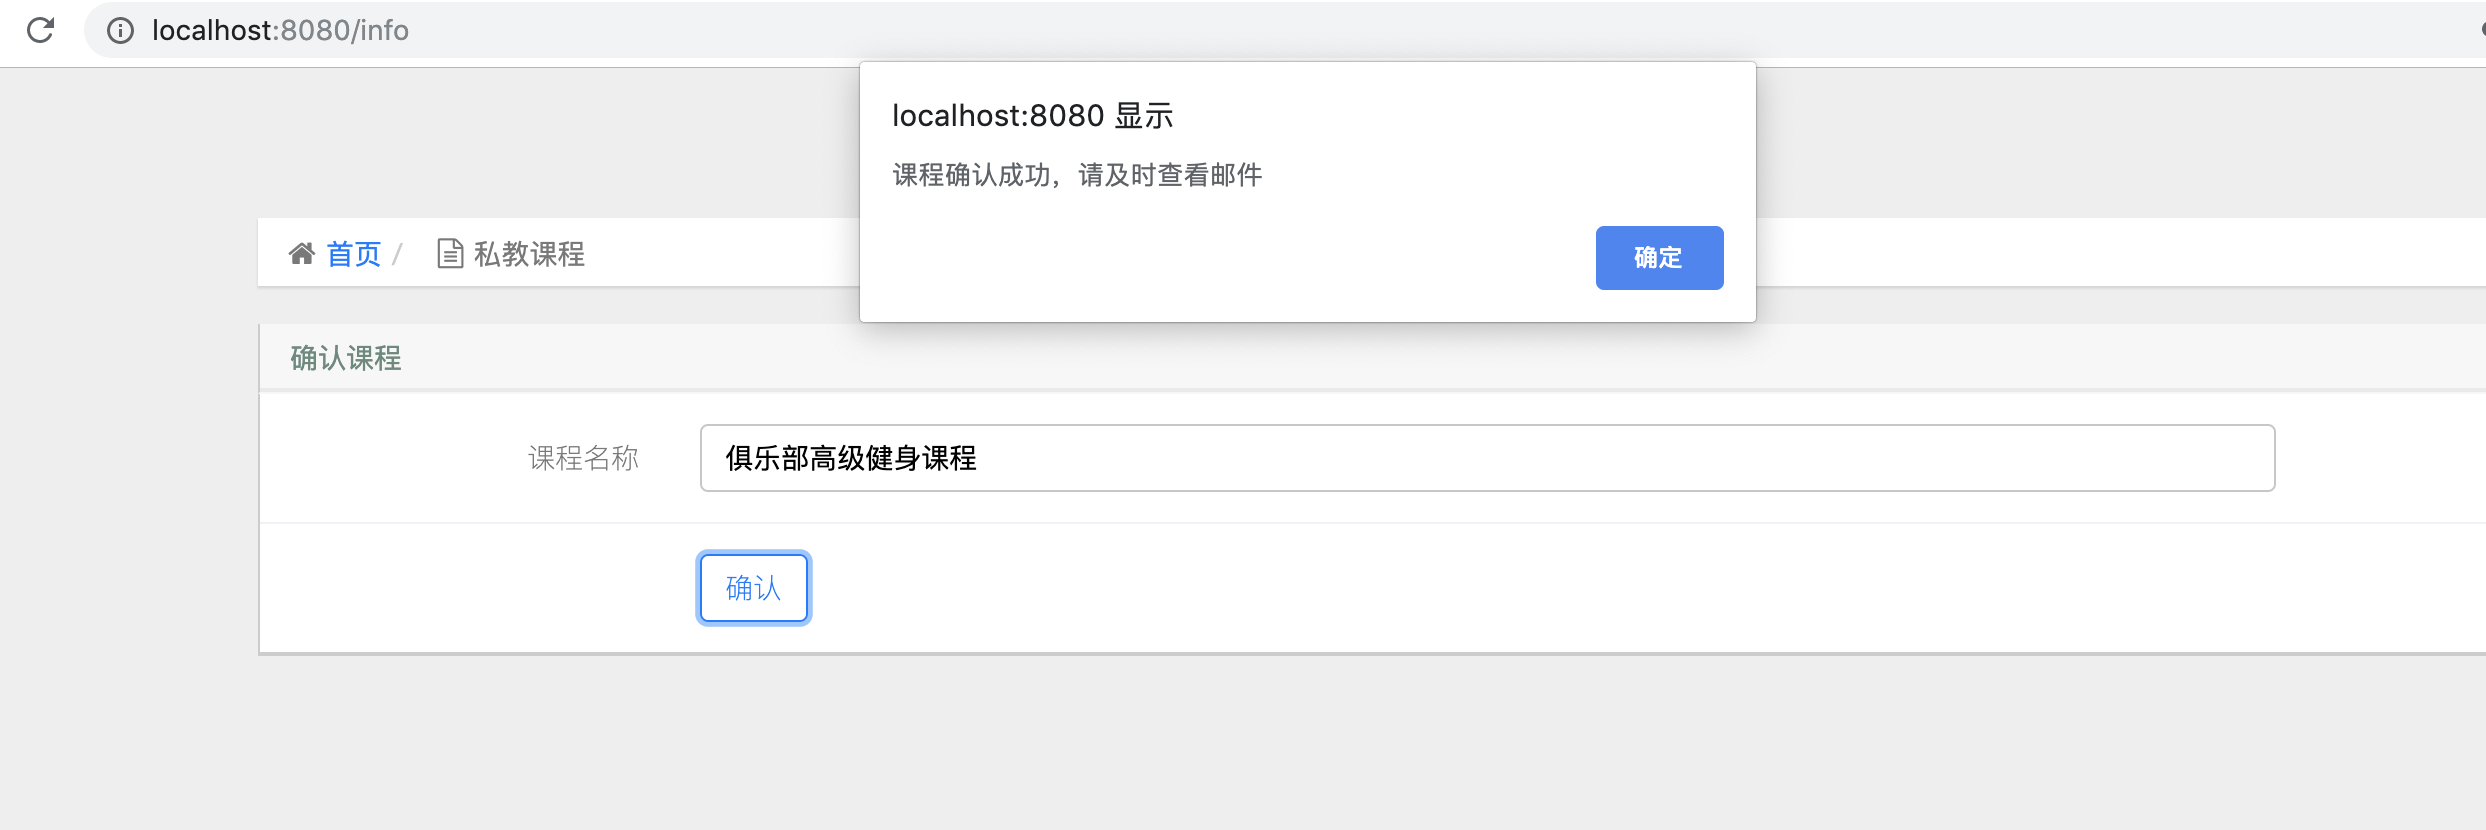 localhost:8080/info
localhost:8080 显示
课程确认成功，请及时查看邮件
确定
首页 / 私教课程
确认课程
课程名称 俱乐部高级健身课程
确认